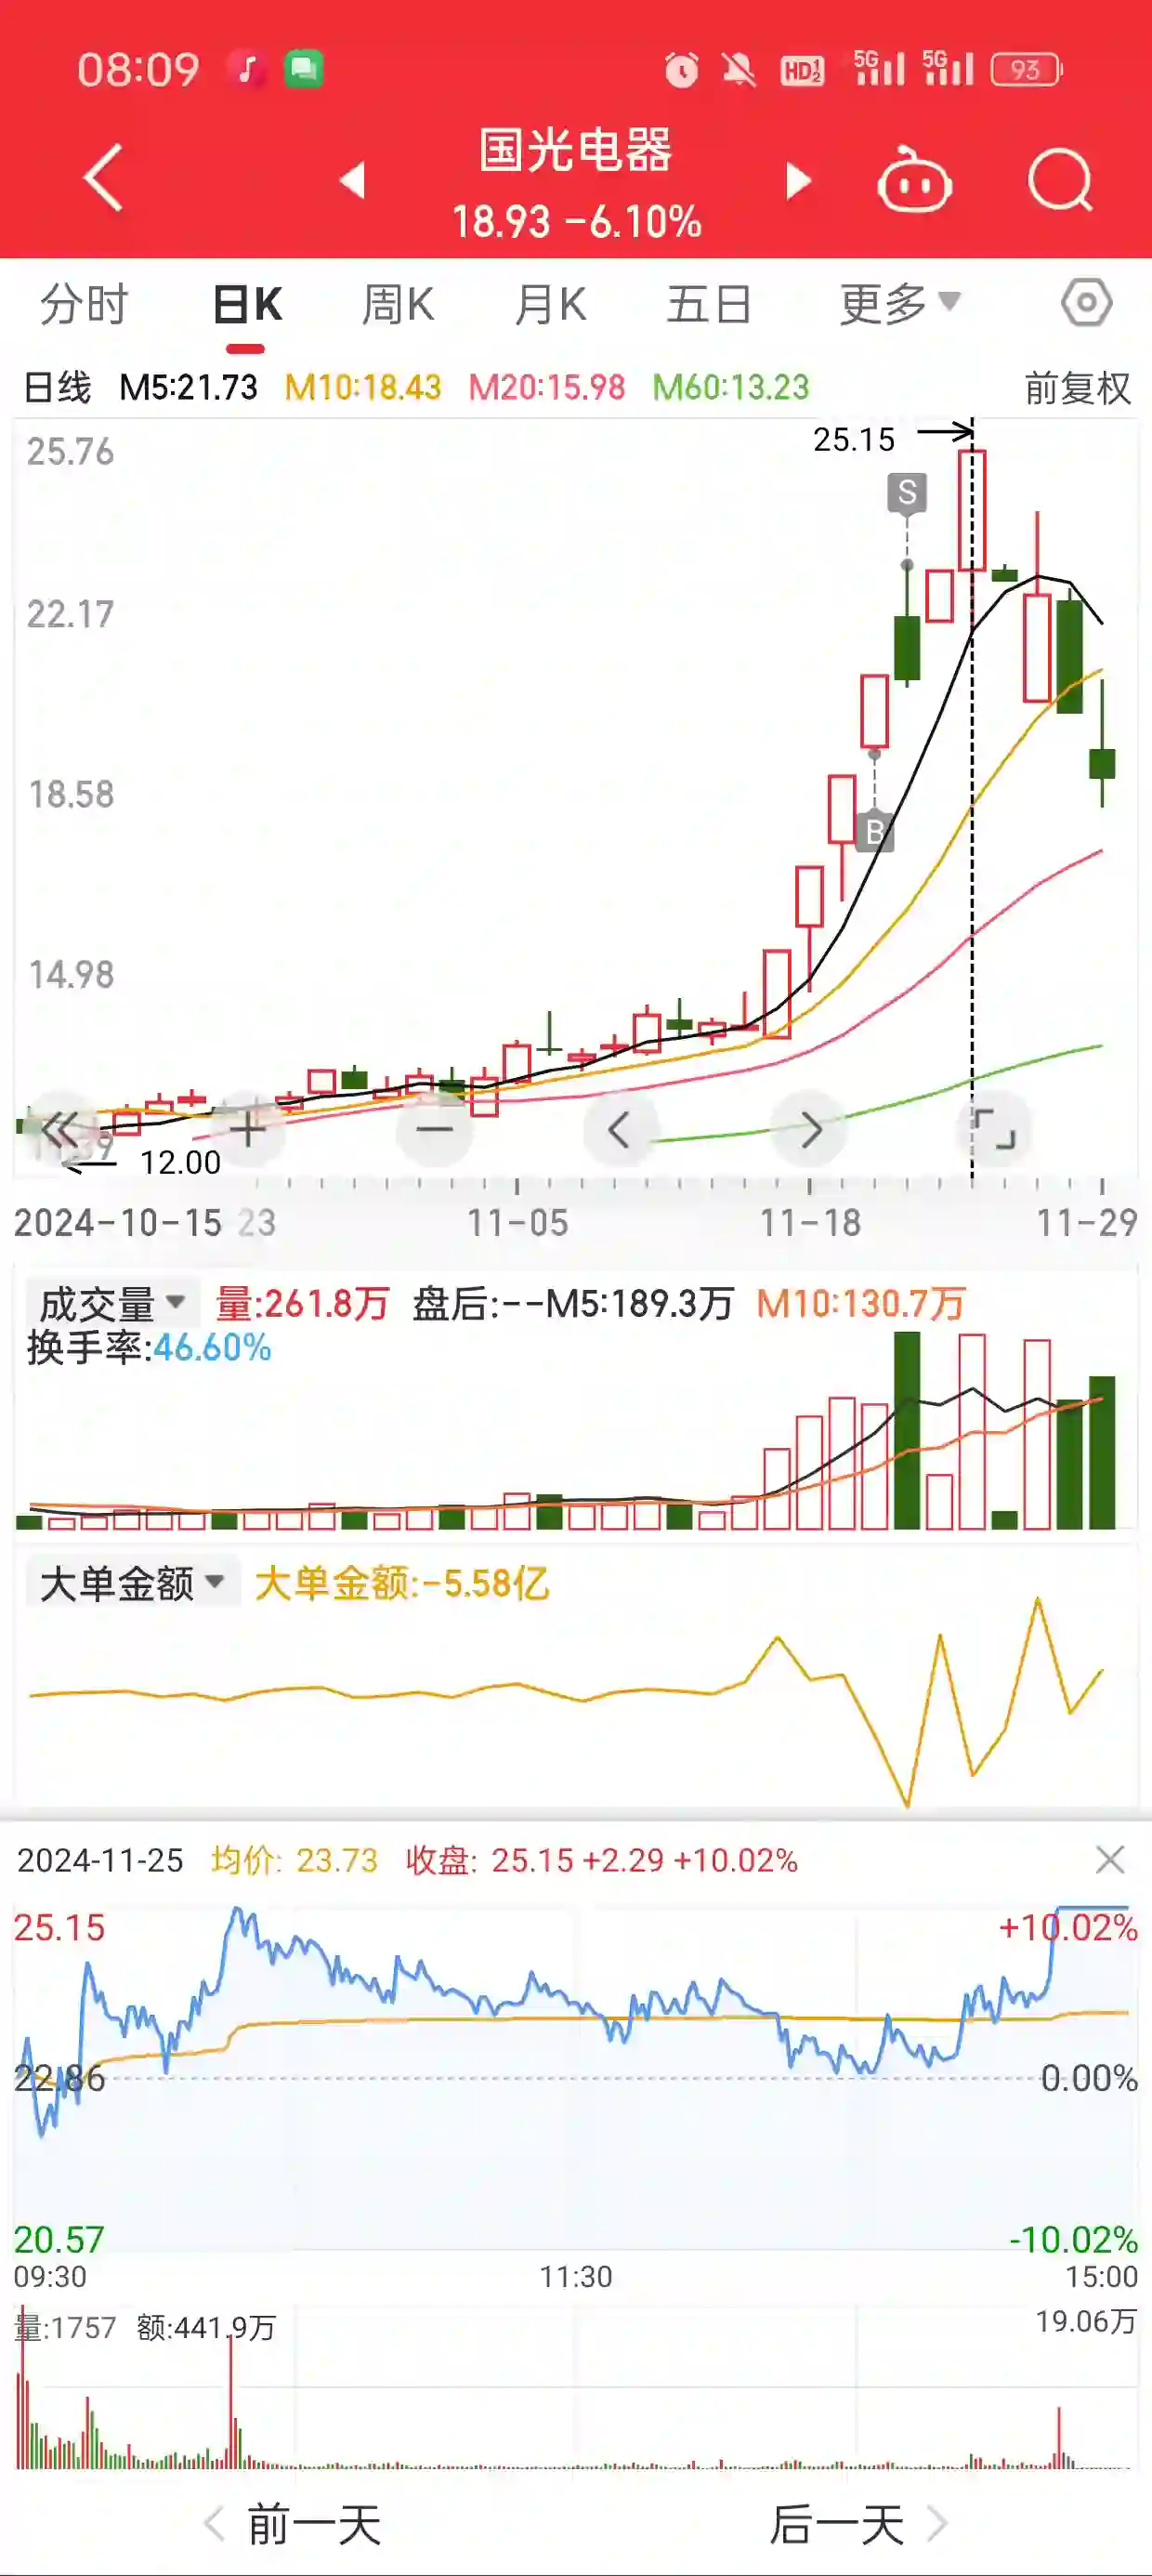 08:09
HD 1 2 5G 5G 93
国光电器
18.93 -6.10%
分时 日K 周K 月K 五日 更多
日线 M5:21.73 M10:18.43 M20:15.98 M60:13.23 前复权
25.76
25.15
S
22.17
18.58
B
14.98
12.00
2024-10-15 23 11-05 11-18 11-29
成交量 量:261.8万 盘后:--M5:189.3万 M10:130.7万
换手率:46.60%
大单金额 大单金额:-5.58亿
2024-11-25 均价: 23.73 收盘: 25.15 +2.29 +10.02%
25.15 +10.02%
22.86 0.00%
20.57 -10.02%
09:30 11:30 15:00
量:1757 额:441.9万 19.06万
前一天 后一天